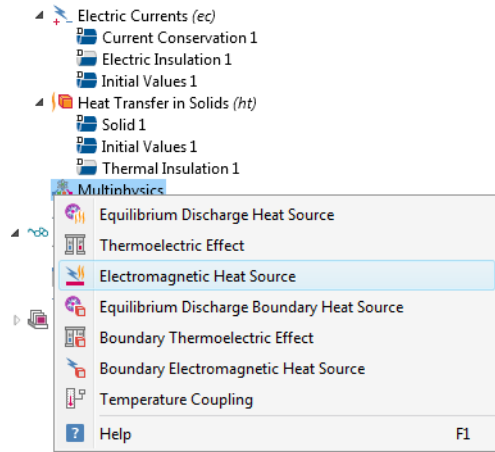 Electric Currents (ec)
Current Conservation 1
Electric Insulation 1
Initial Values 1
Heat Transfer in Solids (ht)
Solid 1
Initial Values 1
Thermal Insulation 1
Multiphysics
Equilibrium Discharge Heat Source
Thermoelectric Effect
Electromagnetic Heat Source
Equilibrium Discharge Boundary Heat Source
Boundary Thermoelectric Effect
Boundary Electromagnetic Heat Source
Temperature Coupling
Help F1